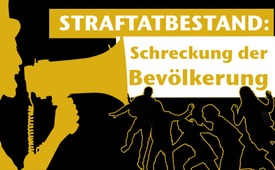 STRAFTATBESTAND:
Schreckung der
Bevölkerung